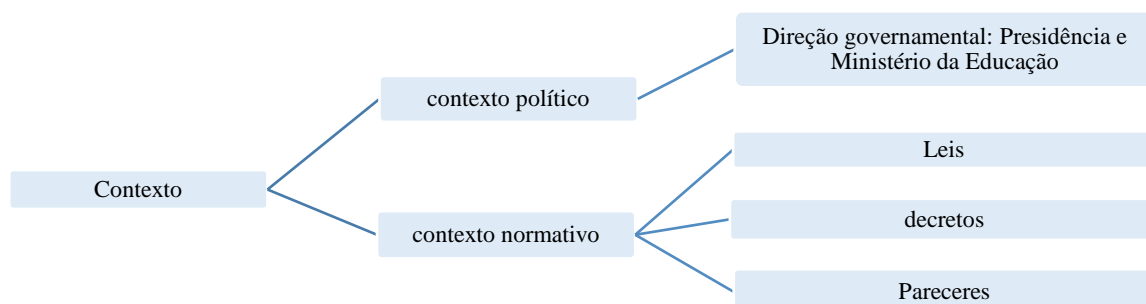 Direção governamental: Presidência e
Ministério da Educação
contexto político
Leis
Contexto
contexto normativo
decretos
Pareceres